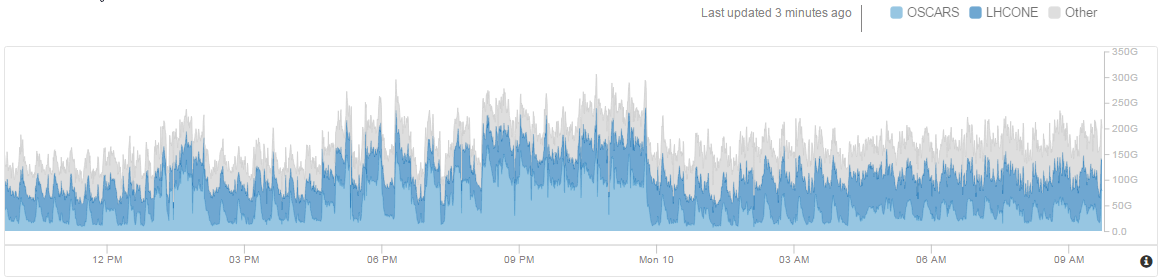 Last updated 3 minutes ago OSCARS LHCONE Other
350G
300G
250G
200G
150G
100G
50G
0.0
12 PM 03 PM 06 PM 09 PM Mon 10 03 AM 06 AM 09 AM